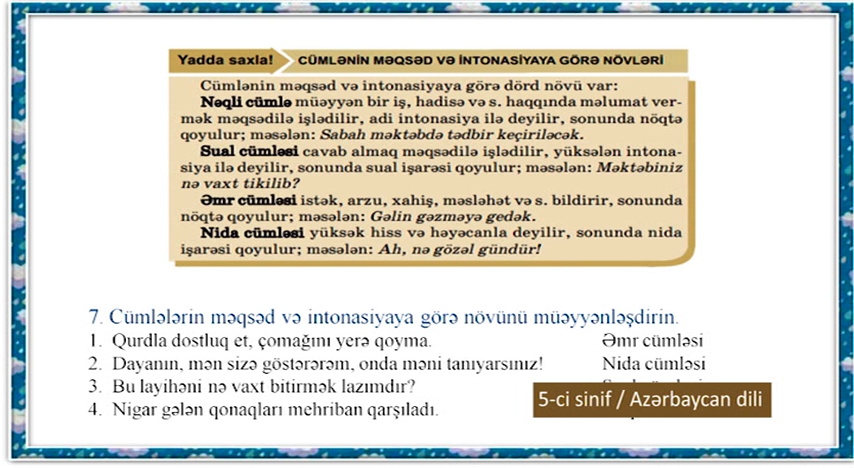 Yadda saxla! CÜMLƏNİN MƏQSƏD VƏ İNTONASİYAYA GÖRƏ NÖVLƏRİ
Cümlənin məqsəd və intonasiyaya görə dörd növü var:
Nəqli cümlə müəyyən bir iş, hadisə və s. haqqında məlumat ver-
mək məqsədilə işlədilir, adi intonasiya ilə deyilir, sonunda nöqtə
qoyulur; məsələn: Sabah məktəbdə tədbir keçiriləcək.
Sual cümləsi cavab almaq məqsədilə işlədilir, yüksələn intona-
siya ilə deyilir, sonunda sual işarəsi qoyulur; məsələn: Məktəbiniz
nə vaxt tikilib?
Əmr cümləsi istək, arzu, xahiş, məsləhət və s. bildirir, sonunda
nöqtə qoyulur; məsələn: Gəlin gəzməyə gedək.
Nida cümləsi yüksək hiss və həyəcanla deyilir, sonunda nida
işarəsi qoyulur; məsələn: Ah, nə gözəl gündür!
7. Cümlələrin məqsəd və intonasiyaya görə növünü müəyyənləşdirin.
1. Qurdla dostluq et, çomağını yerə qoyma. Əmr cümləsi
2. Dayanın, mən sizə göstərərəm, onda məni tanıyarsınız! Nida cümləsi
3. Bu layihəni nə vaxt bitirmək lazımdır?
4. Nigar gələn qonaqları mehriban qarşıladı.
5-ci sinif / Azərbaycan dili